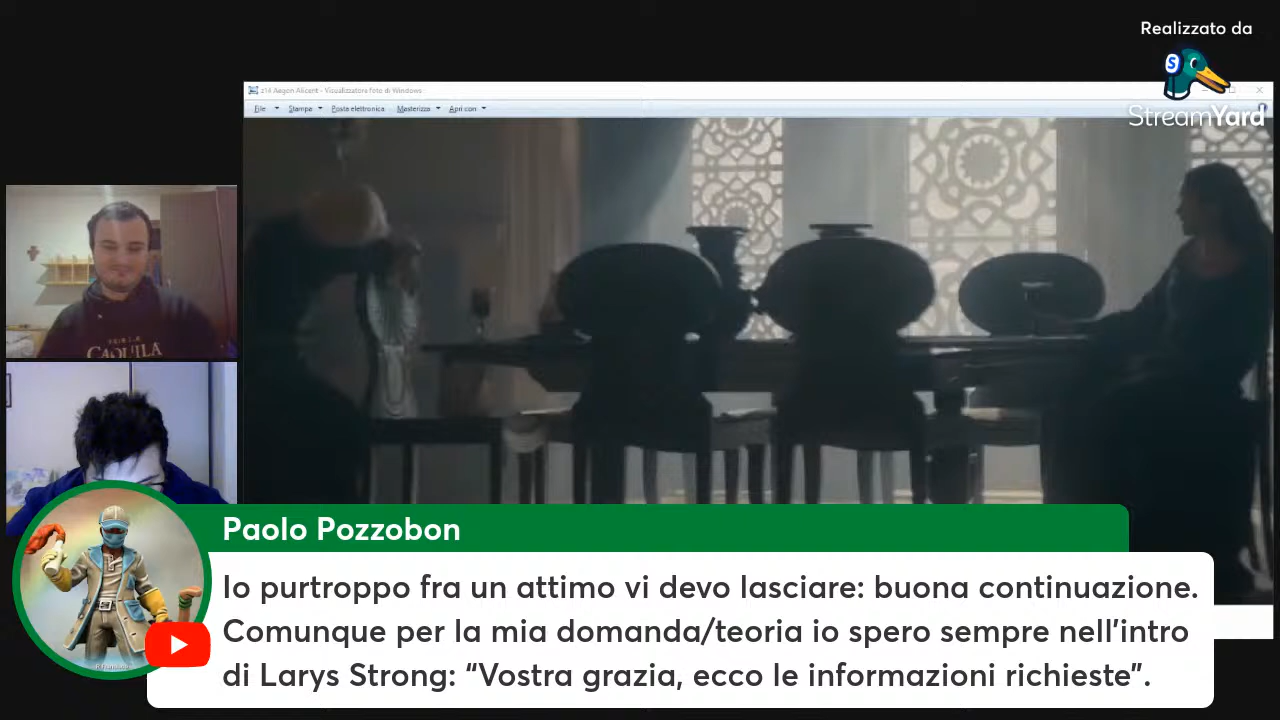 Realizzato da
StreamYard
z14 Aegon Alicent - Visualizzatore foto di Windows
File Stampa Posta elettronica Masterizza Apri con
CAQUILA
Paolo Pozzobon
Io purtroppo fra un attimo vi devo lasciare: buona continuazione.
Comunque per la mia domanda/teoria io spero sempre nell'intro
di Larys Strong: “Vostra grazia, ecco le informazioni richieste”.